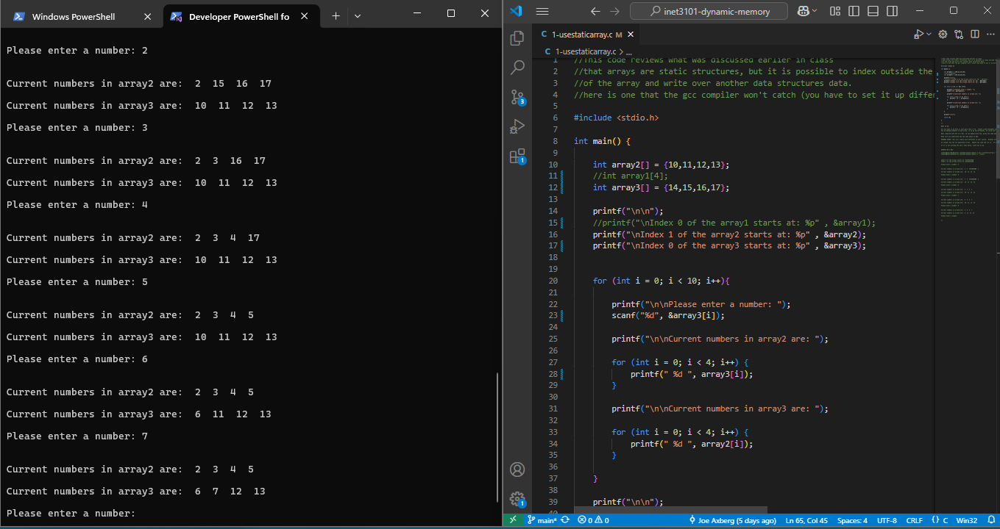 Windows PowerShell
Developer PowerShell fo
Please enter a number: 2
Current numbers in array2 are:  2  15  16  17
Current numbers in array3 are:  10  11  12  13
Please enter a number: 3
Current numbers in array2 are:  2  3  16  17
Current numbers in array3 are:  10  11  12  13
Please enter a number: 4
Current numbers in array2 are:  2  3  4  17
Current numbers in array3 are:  10  11  12  13
Please enter a number: 5
Current numbers in array2 are:  2  3  4  5
Current numbers in array3 are:  10  11  12  13
Please enter a number: 6
Current numbers in array2 are:  2  3  4  5
Current numbers in array3 are:  6  11  12  13
Please enter a number: 7
Current numbers in array2 are:  2  3  4  5
Current numbers in array3 are:  6  7  12  13
Please enter a number:
inet3101-dynamic-memory
C 1-usestaticarray.c M
C 1-usestaticarray.c > ...
1 //This code reviews what was discussed earlier in class
2 //that arrays are static structures, but it is possible to index outside the
3 //of the array and write over another data structures data.
4 //here is one that the gcc compiler won't catch (you have to set it up differ
5
6 #include <stdio.h>
7
8 int main() {
9
10 int array2[] = {10,11,12,13};
11 //int array1[4];
12 int array3[] = {14,15,16,17};
13
14 printf("\n\n");
15 //printf("\nIndex 0 of the array1 starts at: %p" , &array1);
16 printf("\nIndex 1 of the array2 starts at: %p" , &array2);
17 printf("\nIndex 0 of the array3 starts at: %p" , &array3);
18
19
20 for (int i = 0; i < 10; i++){
21
22 printf("\n\nPlease enter a number: ");
23 scanf("%d", &array3[i]);
24
25 printf("\n\nCurrent numbers in array2 are: ");
26
27 for (int i = 0; i < 4; i++) {
28 printf(" %d ", array3[i]);
29 }
30
31 printf("\n\nCurrent numbers in array3 are: ");
32
33 for (int i = 0; i < 4; i++) {
34 printf(" %d ", array2[i]);
35 }
36
37 }
38
39 printf("\n\n");
40
3
1
1
main* 0 0 Joe Axberg (5 days ago) Ln 65, Col 45 Spaces: 4 UTF-8 CRLF {} C Win32